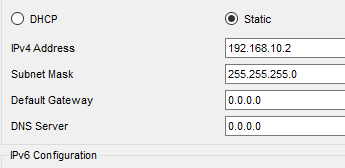 DHCP Static
IPv4 Address 192.168.10.2
Subnet Mask 255.255.255.0
Default Gateway 0.0.0.0
DNS Server 0.0.0.0
IPv6 Configuration